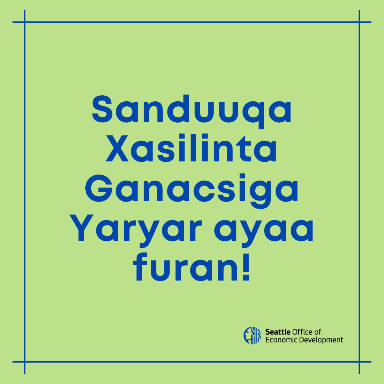 Sanduuqa
Xasilinta
Ganacsiga
Yaryar ayaa
furan!
Seattle Office of
Economic Development